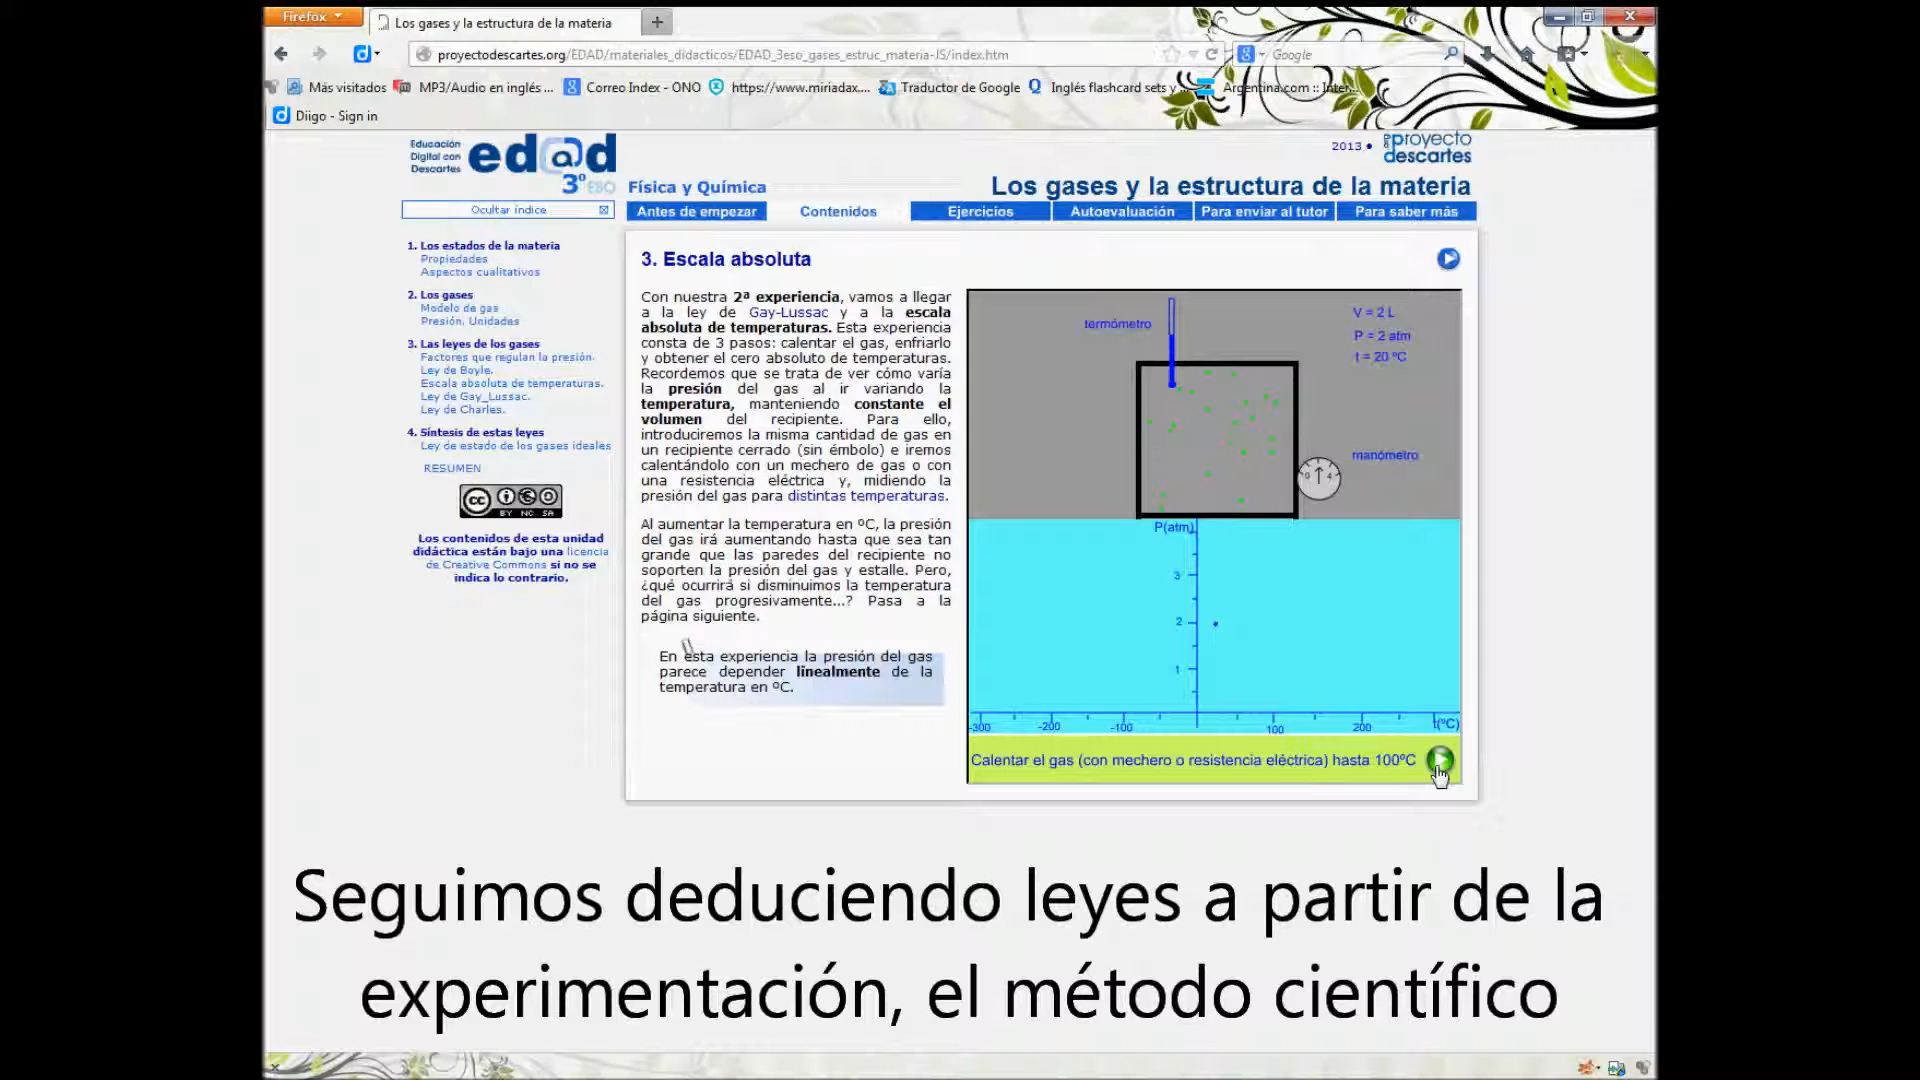 Firefox
Los gases y la estructura de la materia
proyectodescartes.org/EDAD/materiales_didacticos/EDAD_3eso_gases_estruc_materia-JS/index.htm
Google
Más visitados
MP3/Audio en inglés ...
Correo Index - ONO
https://www.miriadax....
Traductor de Google
Inglés flashcard sets y ...
Argentina.com :: Inter...
Diigo - Sign in
Educación
Digital con
Descartes
ed@d
3º ESO
Física y Química
2013
proyecto
descartes
Los gases y la estructura de la materia
Ocultar índice
Antes de empezar
Contenidos
Ejercicios
Autoevaluación
Para enviar al tutor
Para saber más
1. Los estados de la materia
Propiedades
Aspectos cualitativos
2. Los gases
Modelo de gas
Presión. Unidades
3. Las leyes de los gases
Factores que regulan la presión.
Ley de Boyle.
Escala absoluta de temperaturas.
Ley de Gay_Lussac.
Ley de Charles.
4. Síntesis de estas leyes
Ley de estado de los gases ideales
RESUMEN
cc
BY NC SA
Los contenidos de esta unidad
didáctica están bajo una licencia
de Creative Commons si no se
indica lo contrario.
3. Escala absoluta
Con nuestra 2ª experiencia, vamos a llegar
a la ley de Gay-Lussac y a la escala
absoluta de temperaturas. Esta experiencia
consta de 3 pasos: calentar el gas, enfriarlo
y obtener el cero absoluto de temperaturas.
Recordemos que se trata de ver cómo varía
la presión del gas al ir variando la
temperatura, manteniendo constante el
volumen del recipiente. Para ello,
introduciremos la misma cantidad de gas en
un recipiente cerrado (sin émbolo) e iremos
calentándolo con un mechero de gas o con
una resistencia eléctrica y, midiendo la
presión del gas para distintas temperaturas.
Al aumentar la temperatura en ºC, la presión
del gas irá aumentando hasta que sea tan
grande que las paredes del recipiente no
soporten la presión del gas y estalle. Pero,
¿qué ocurrirá si disminuimos la temperatura
del gas progresivamente...? Pasa a la
página siguiente.
En esta experiencia la presión del gas
parece depender linealmente de la
temperatura en ºC.
termómetro
V = 2 L
P = 2 atm
t = 20 ºC
manómetro
0 4
P(atm)
3
2
1
-300 -200 -100 100 200 t(ºC)
Calentar el gas (con mechero o resistencia eléctrica) hasta 100ºC
Seguimos deduciendo leyes a partir de la
experimentación, el método científico